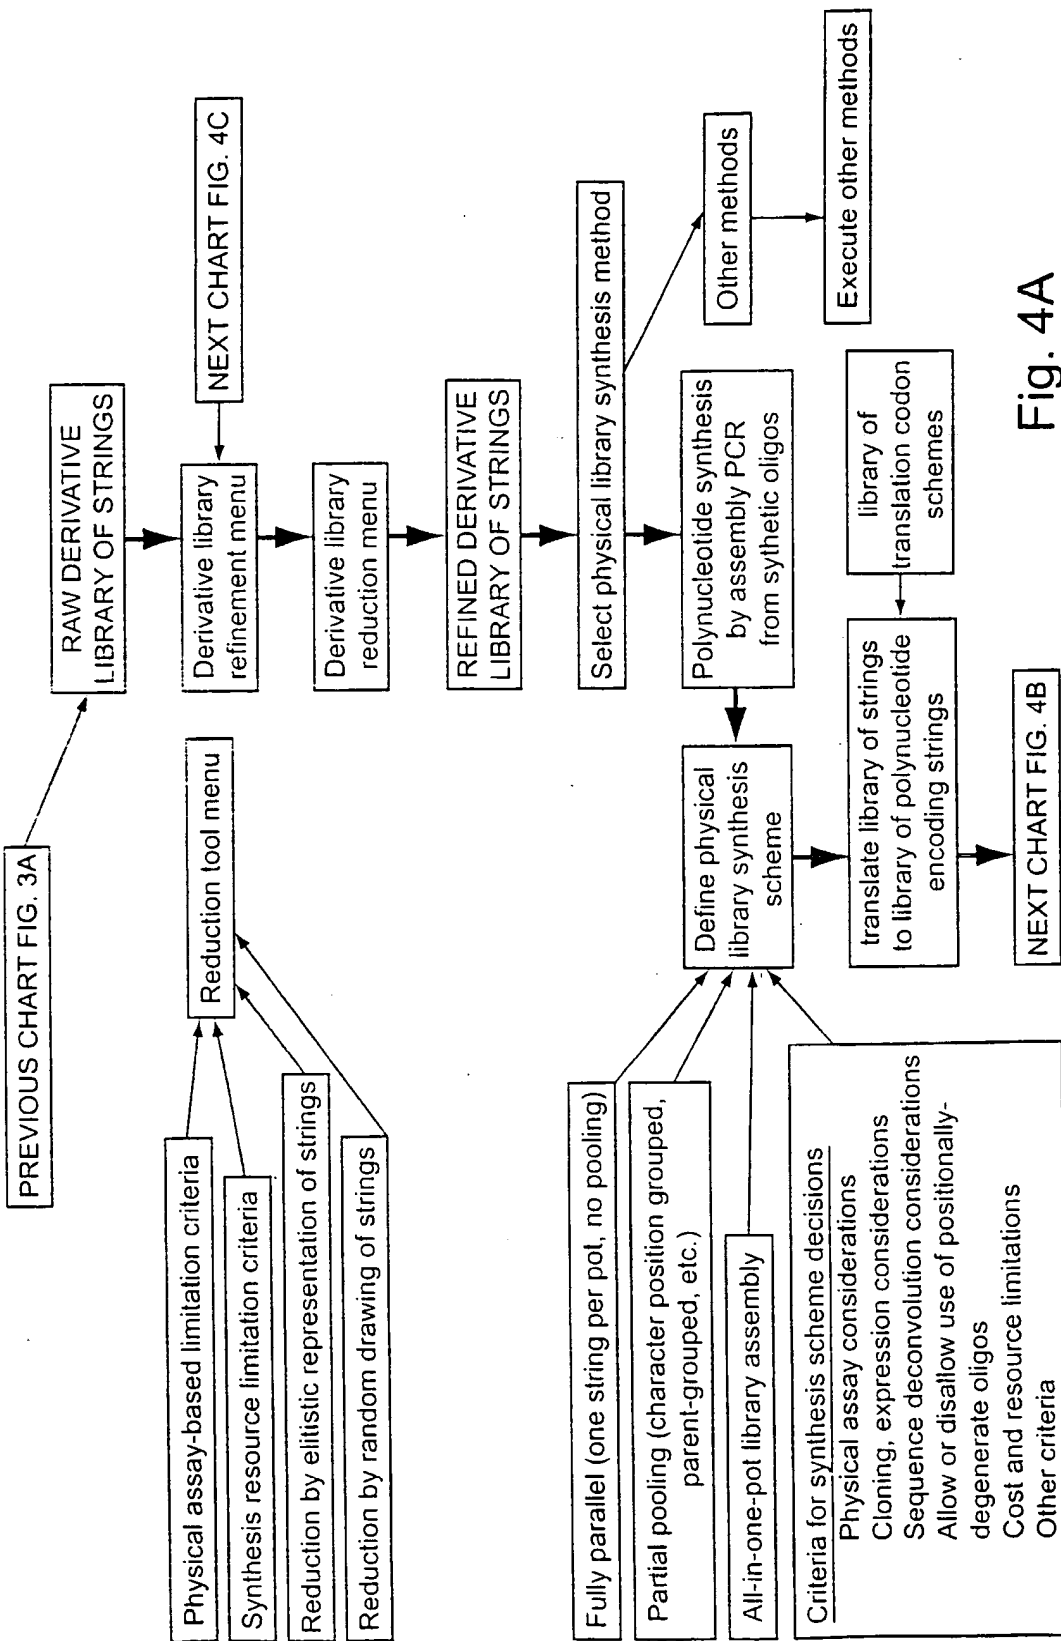 PREVIOUS CHART FIG. 3A
RAW DERIVATIVE
LIBRARY OF STRINGS
NEXT CHART FIG. 4C
Derivative library
refinement menu
Derivative library
reduction menu
Physical assay-based limitation criteria
Synthesis resource limitation criteria
Reduction by elitistic representation of strings
Reduction by random drawing of strings
Reduction tool menu
REFINED DERIVATIVE
LIBRARY OF STRINGS
Select physical library synthesis method
Other methods
Execute other methods
Polynucleotide synthesis
by assembly PCR
from sythetic oligos
Fully parallel (one string per pot, no pooling)
Partial pooling (character position grouped,
parent-grouped, etc.)
All-in-one-pot library assembly
Criteria for synthesis scheme decisions
Physical assay considerations
Cloning, expression considerations
Sequence deconvolution considerations
Allow or disallow use of positionally-
degenerate oligos
Cost and resource limitations
Other criteria
Define physical
library synthesis
scheme
translate library of strings
to library of polynucleotide
encoding strings
library of
translation codon
schemes
NEXT CHART FIG. 4B
Fig. 4A